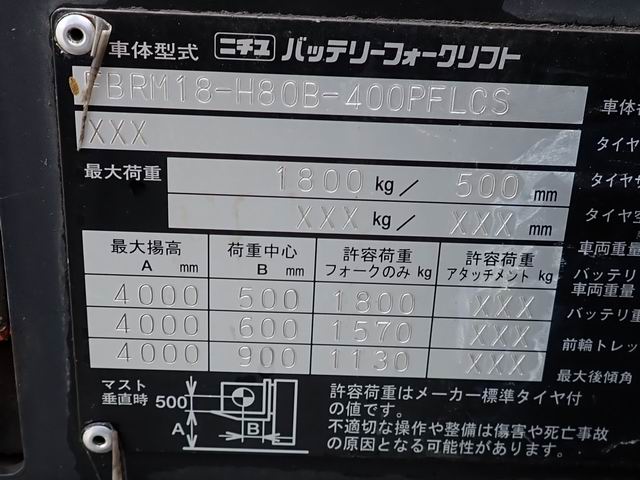 車体型式 ニチユ バッテリーフォークリフト
FBRM18-H80B-400PFLCS
XXX
最大荷重 1800 kg/ 500 mm
XXX kg/ XXX mm
最大揚高 A mm 荷重中心 B mm 許容荷重 フォークのみ kg 許容荷重 アタッチメント kg
4000 500 1800 XXX
4000 600 1570 XXX
4000 900 1130 XXX
マスト
垂直時 500
A B
許容荷重はメーカー標準タイヤ付
の値です。
不適切な操作や整備は傷害や死亡事故
の原因となる可能性があります。
車体
タイヤ
タイヤ
タイヤ空
車両重量
バッテリ
車両重量
バッテリ重
前輪トレッ
最大後傾角